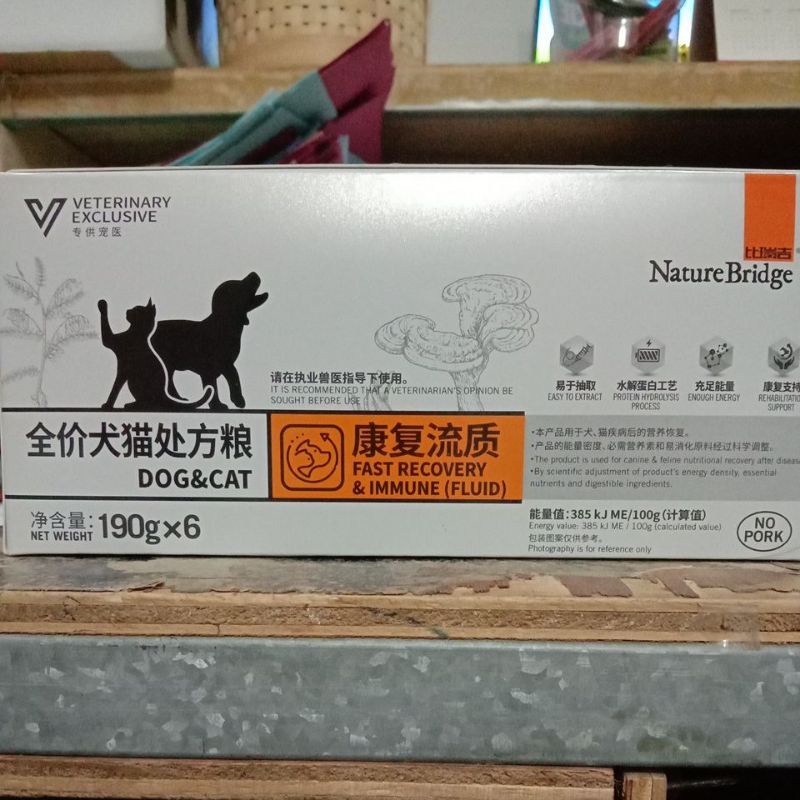 VETERINARY
EXCLUSIVE
专供宠医
比瑞吉
NatureBridge
请在执业兽医指导下使用。
IT IS RECOMMENDED THAT A VETERINARIAN'S OPINION BE
SOUGHT BEFORE USE
易于抽取
EASY TO EXTRACT
水解蛋白工艺
PROTEIN HYDROLYSIS
PROCESS
充足能量
ENOUGH ENERGY
康复支持
REHABILITATION
SUPPORT
全价犬猫处方粮
DOG&CAT
康复流质
FAST RECOVERY
& IMMUNE (FLUID)
·本产品用于犬、猫疾病后的营养恢复。
·产品的能量密度、必需营养素和易消化原料经过科学调整。
•The product is used for canine & feline nutritional recovery after disease
•By scientific adjustment of product's energy density, essential
nutrients and digestible ingredients.
净含量:
NET WEIGHT
190g×6
能量值: 385 kJ ME/100g (计算值)
Energy value: 385 kJ ME / 100g (calculated value)
包装图案仅供参考。
Photography is for reference only
NO
PORK